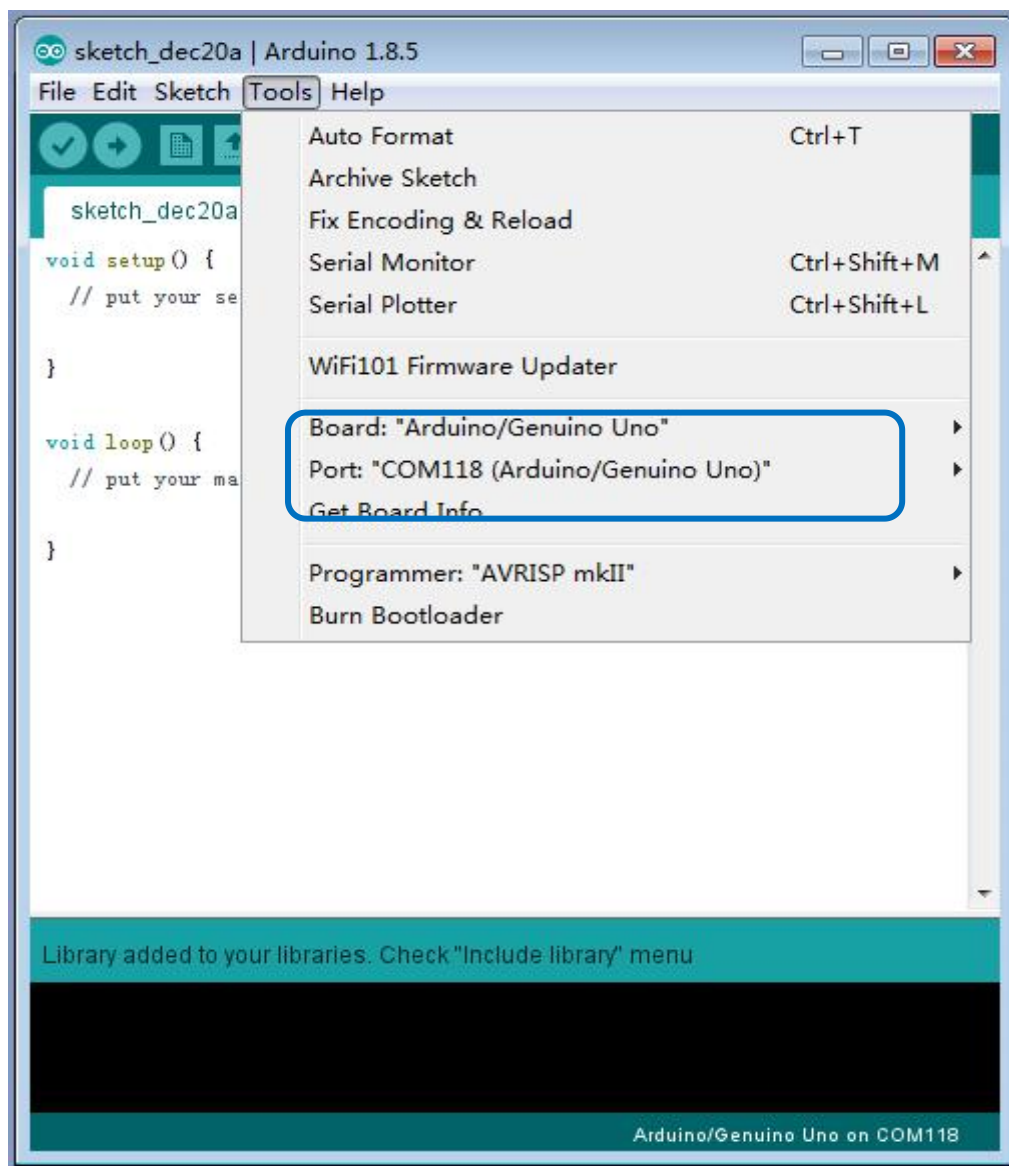 sketch_dec20a | Arduino 1.8.5
File Edit Sketch Tools Help
Auto Format Ctrl+T
Archive Sketch
sketch_dec20a
Fix Encoding & Reload
void setup() {
Serial Monitor Ctrl+Shift+M
// put your se
Serial Plotter Ctrl+Shift+L
}
WiFi101 Firmware Updater
Board: "Arduino/Genuino Uno"
void loop() {
Port: "COM118 (Arduino/Genuino Uno)"
// put your ma
Get Board Info
}
Programmer: "AVRISP mkII"
Burn Bootloader
Library added to your libraries. Check "Include library" menu
Arduino/Genuino Uno on COM118